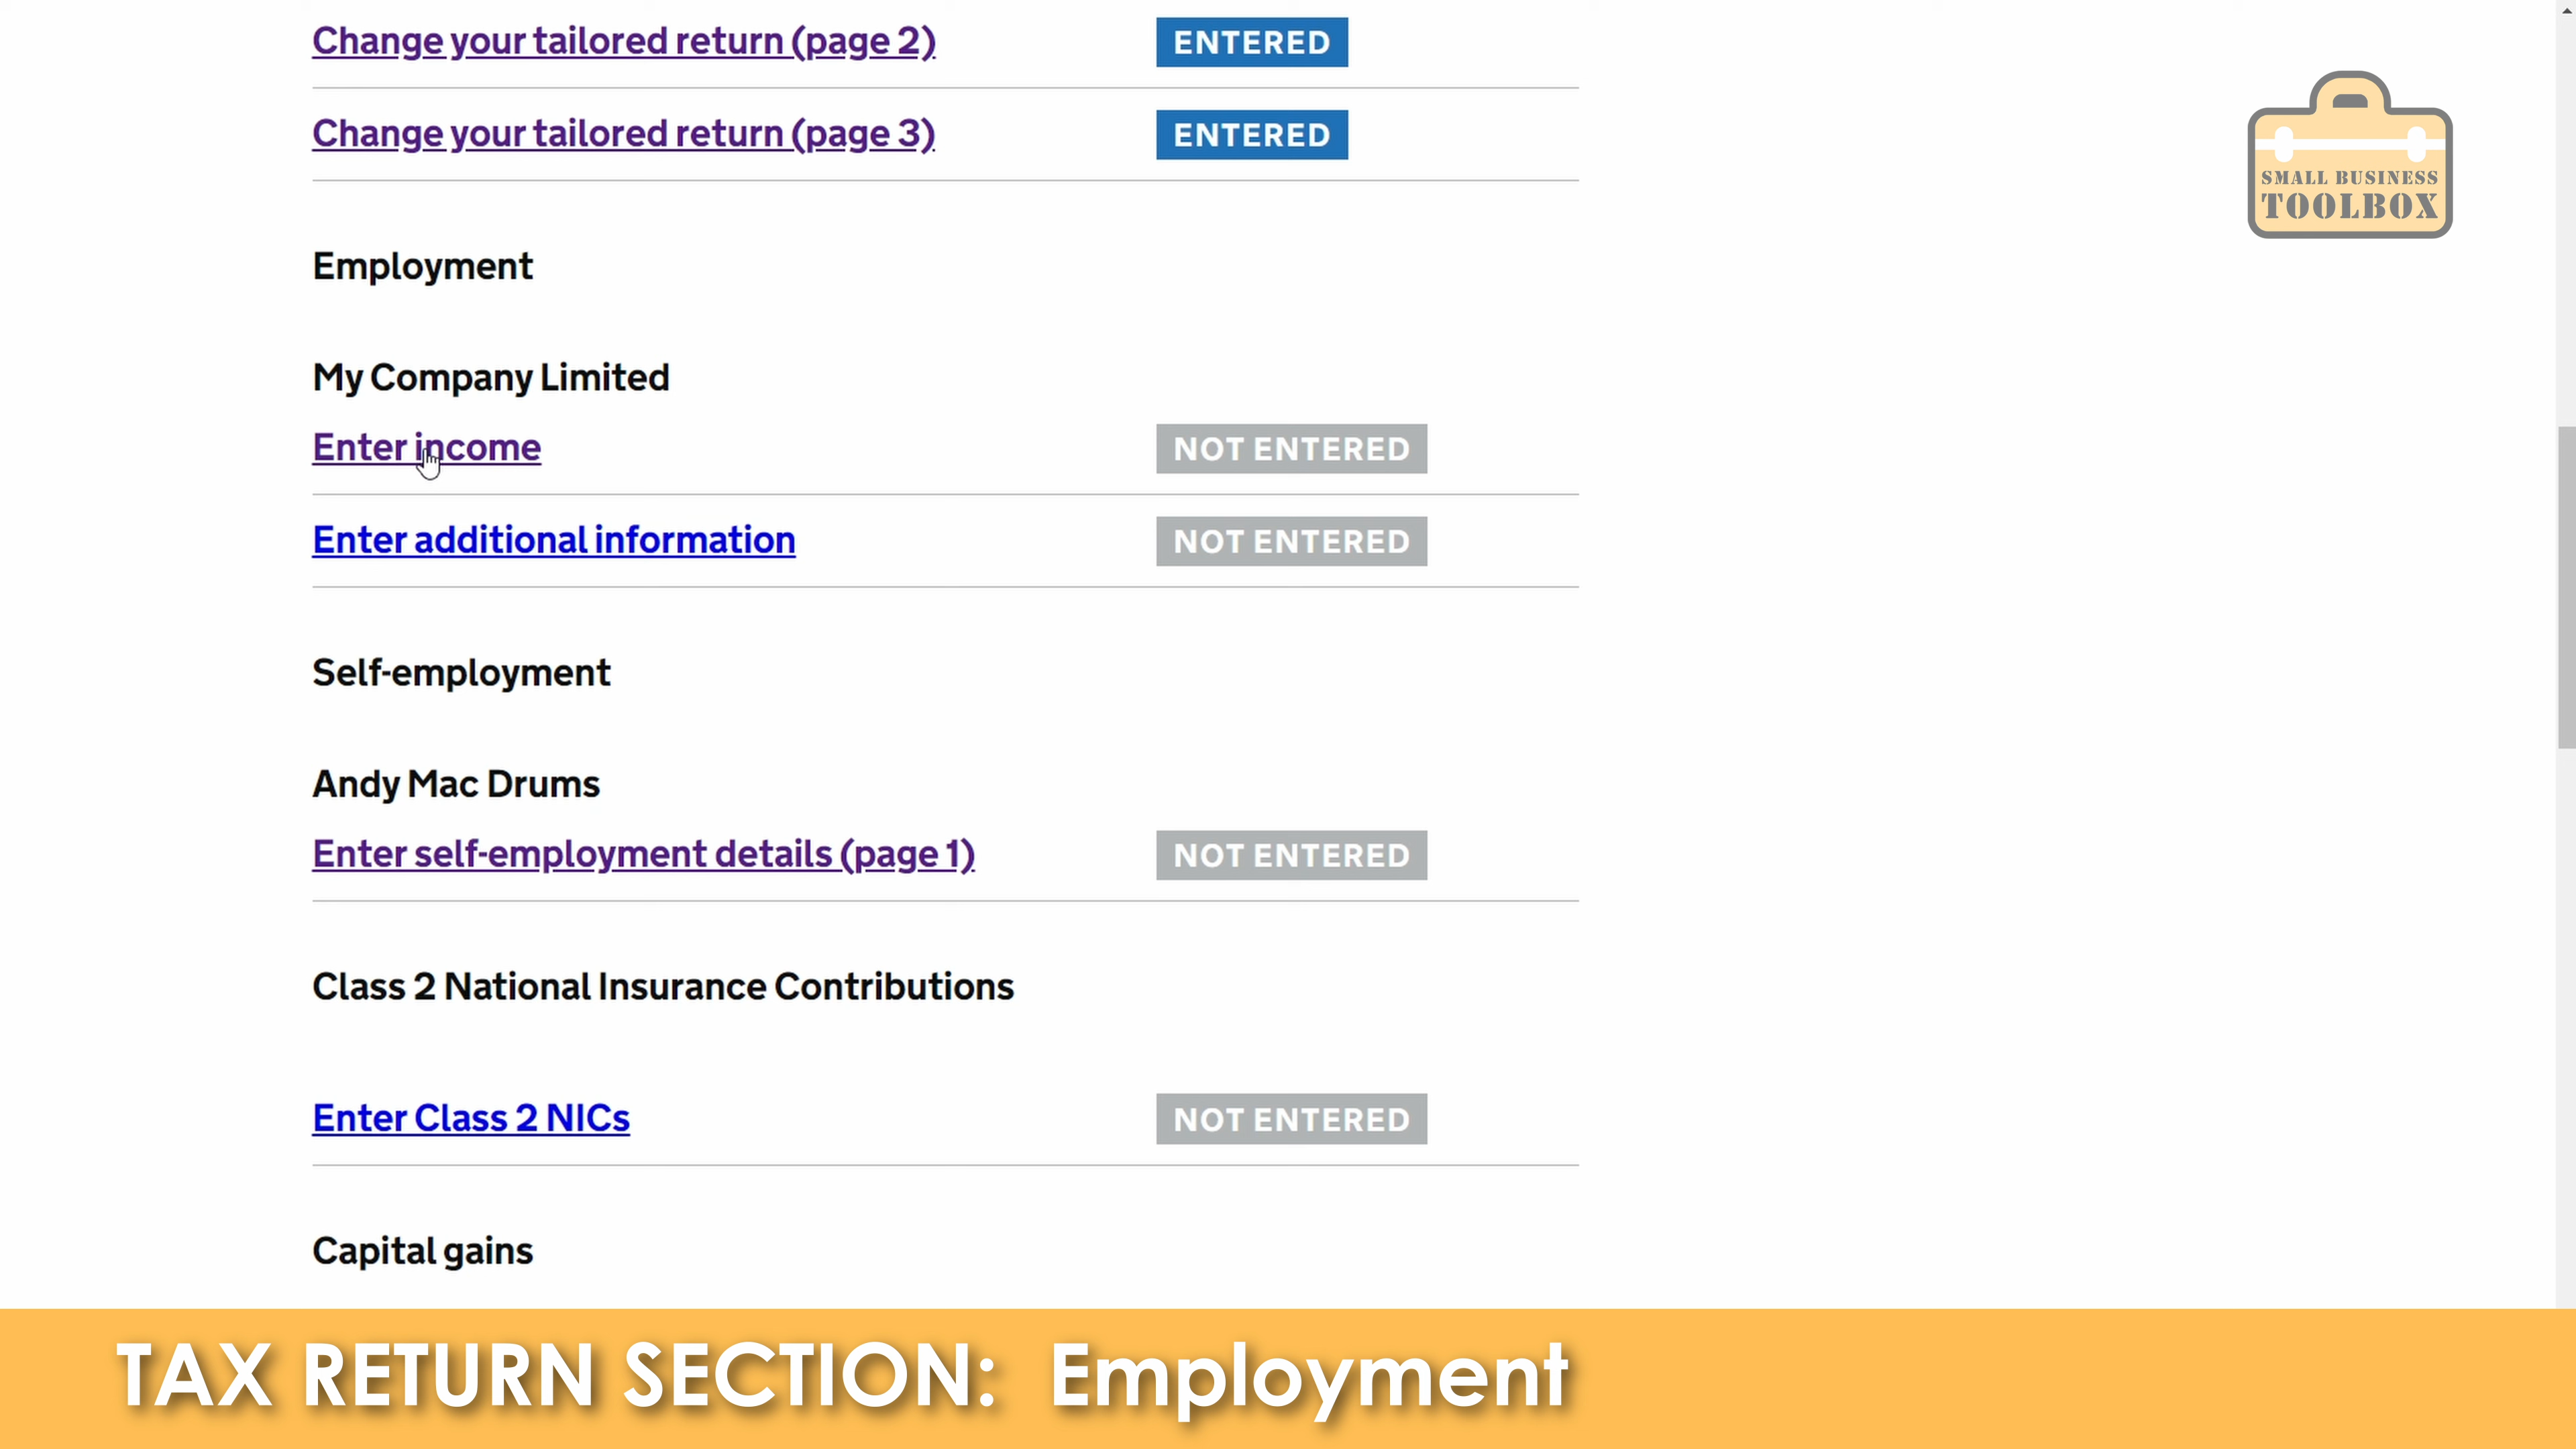 Change your tailored return (page 2) ENTERED
Change your tailored return (page 3) ENTERED
SMALL BUSINESS
TOOLBOX
Employment
My Company Limited
Enter income NOT ENTERED
Enter additional information NOT ENTERED
Self-employment
Andy Mac Drums
Enter self-employment details (page 1) NOT ENTERED
Class 2 National Insurance Contributions
Enter Class 2 NICs NOT ENTERED
Capital gains
TAX RETURN SECTION: Employment